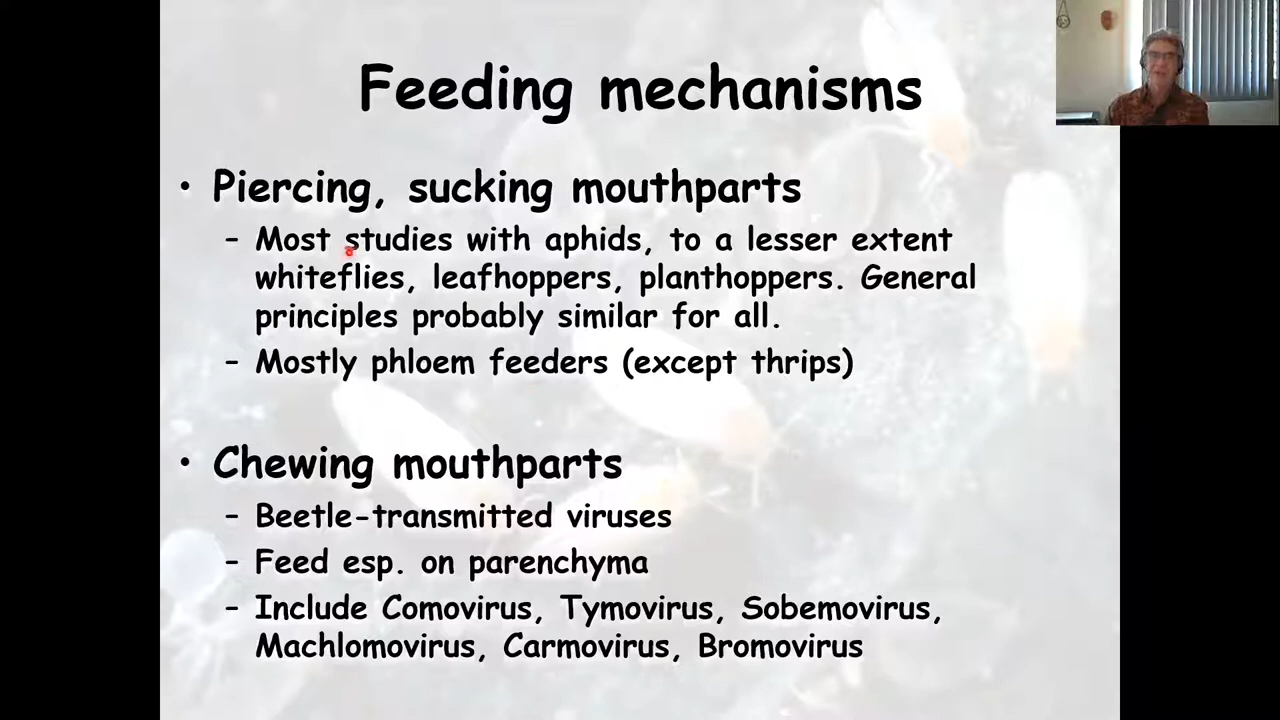 Feeding mechanisms
• Piercing, sucking mouthparts
– Most studies with aphids, to a lesser extent
whiteflies, leafhoppers, planthoppers. General
principles probably similar for all.
– Mostly phloem feeders (except thrips)
• Chewing mouthparts
– Beetle-transmitted viruses
– Feed esp. on parenchyma
– Include Comovirus, Tymovirus, Sobemovirus,
Machlomovirus, Carmovirus, Bromovirus